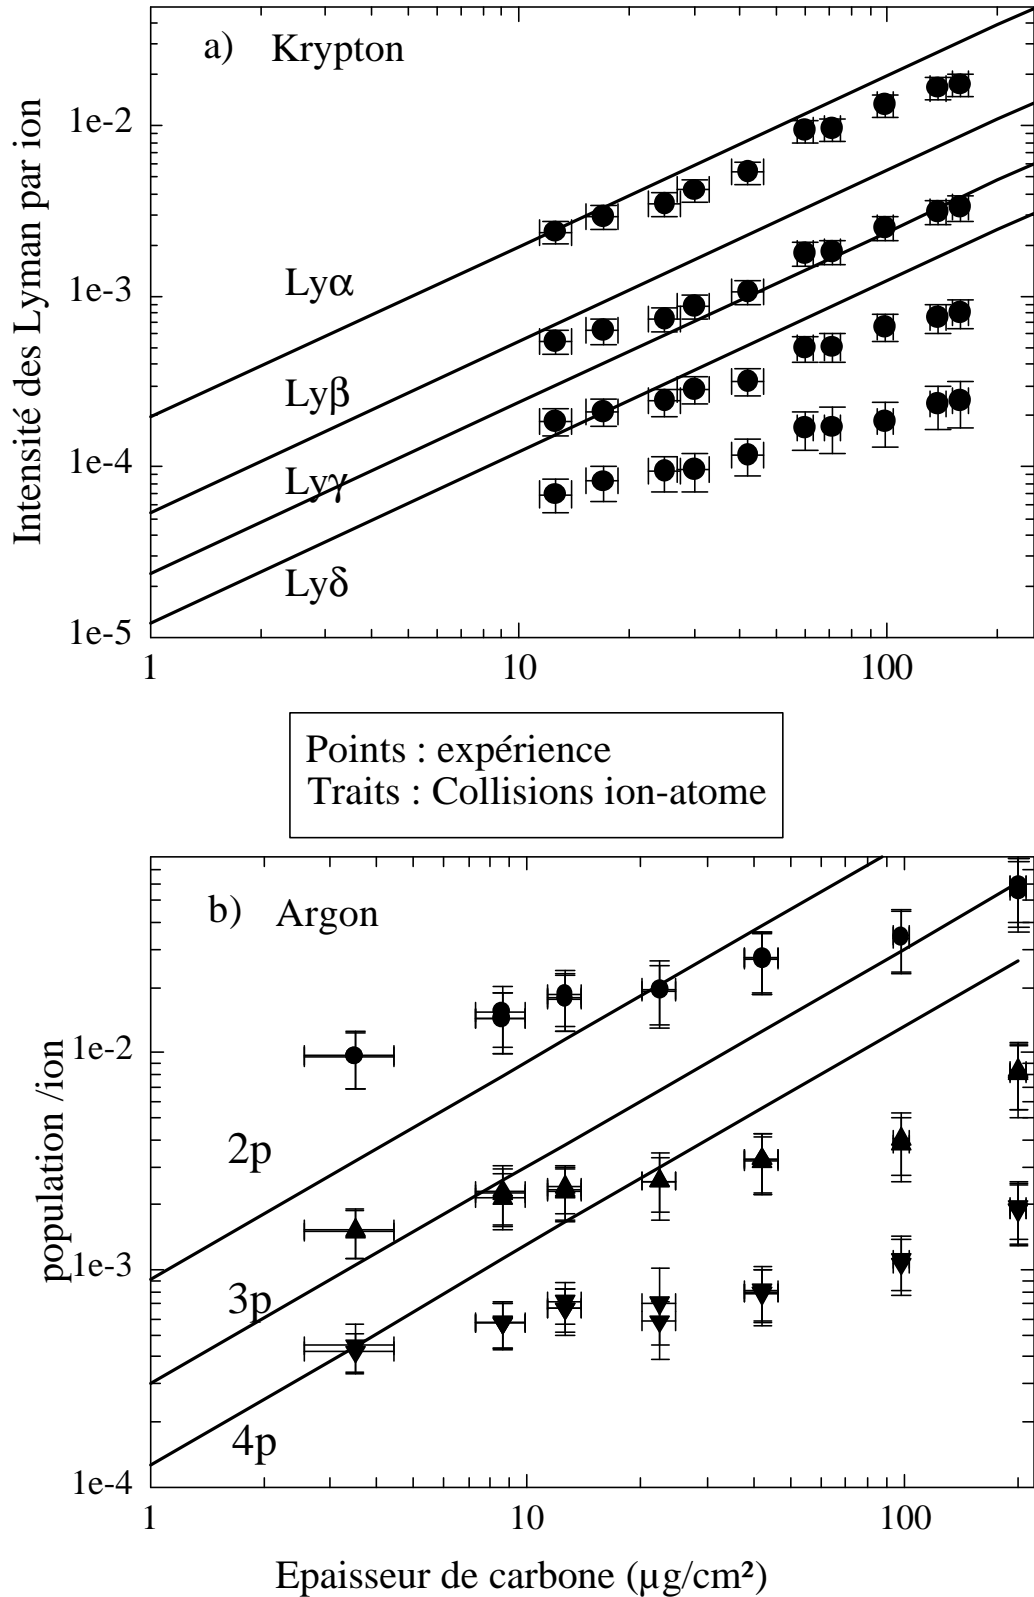 a) Krypton
Intensité des Lyman par ion
1e-2
1e-3
1e-4
1e-5
Lyα
Lyβ
Lyγ
Lyδ
1 10 100
Points : expérience
Traits : Collisions ion-atome
b) Argon
population /ion
1e-2
1e-3
1e-4
2p
3p
4p
1 10 100
Epaisseur de carbone (µg/cm²)